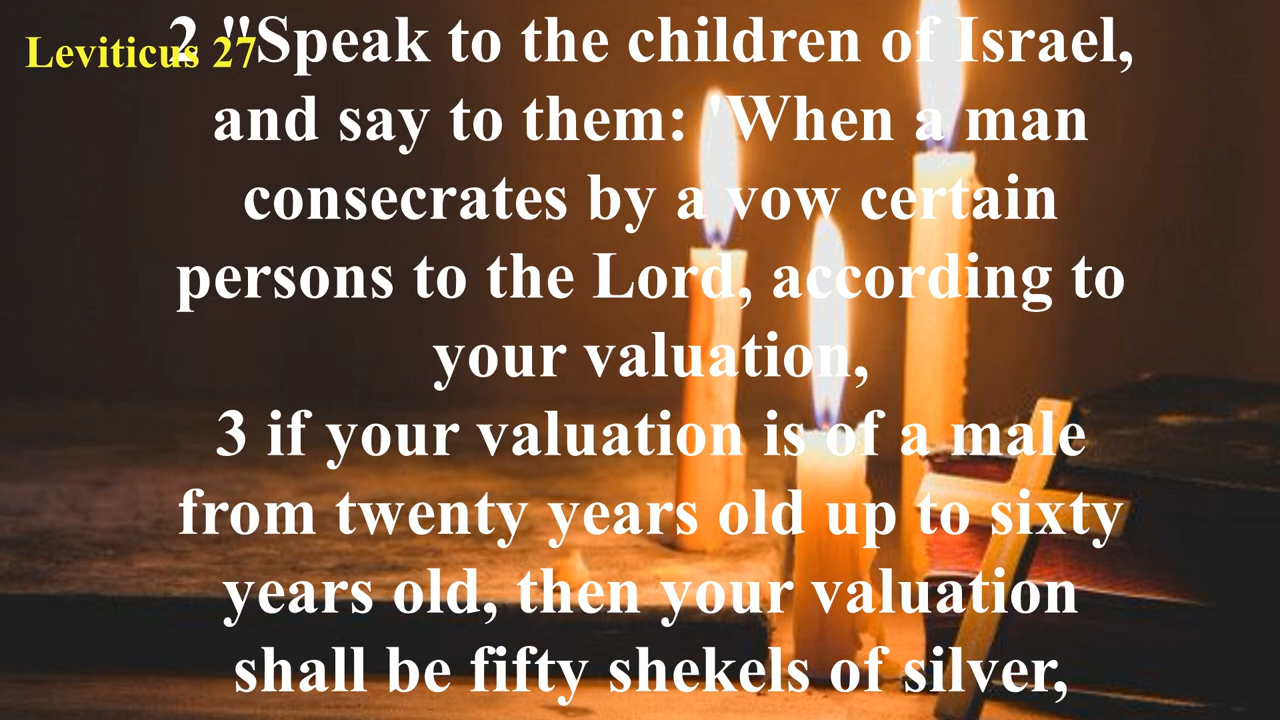 Leviticus 27
2 "Speak to the children of Israel,
and say to them: 'When a man
consecrates by a vow certain
persons to the Lord, according to
your valuation,
3 if your valuation is of a male
from twenty years old up to sixty
years old, then your valuation
shall be fifty shekels of silver,